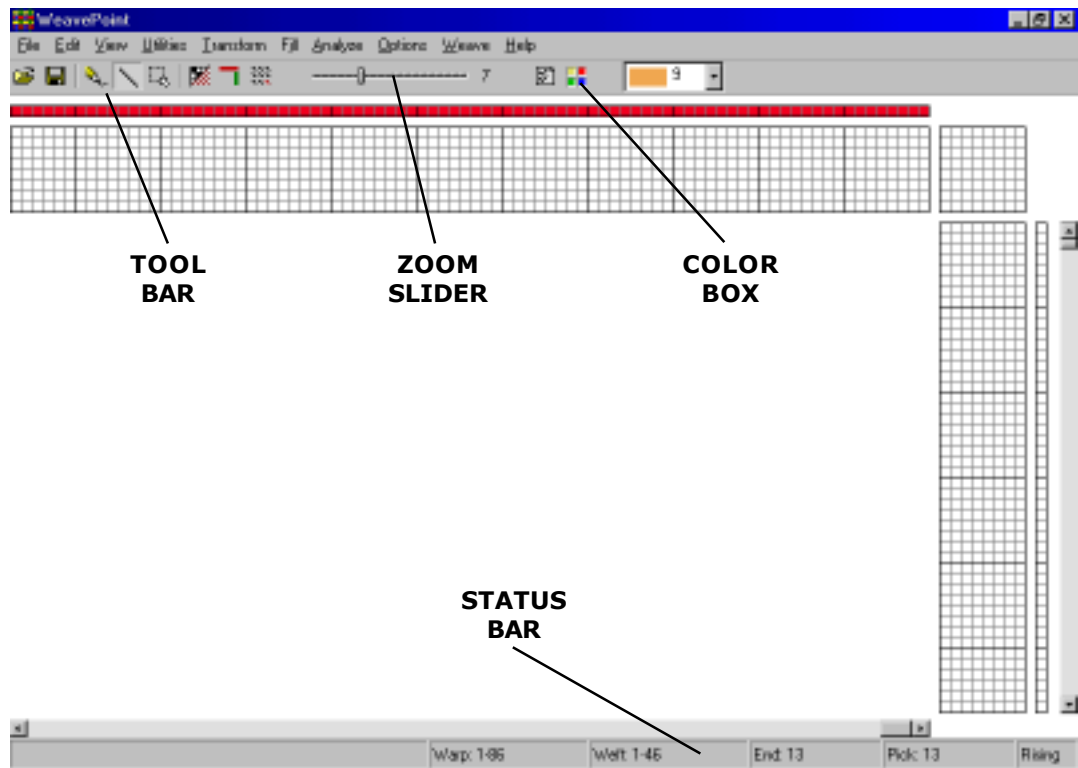 WeavePoint
File Edit View Utilities Transform Fill Analyze Options Weave Help
7 9
TOOL BAR
ZOOM SLIDER
COLOR BOX
STATUS BAR
Warp: 1-86 Weft: 1-46 End: 13 Pick: 13 Rising